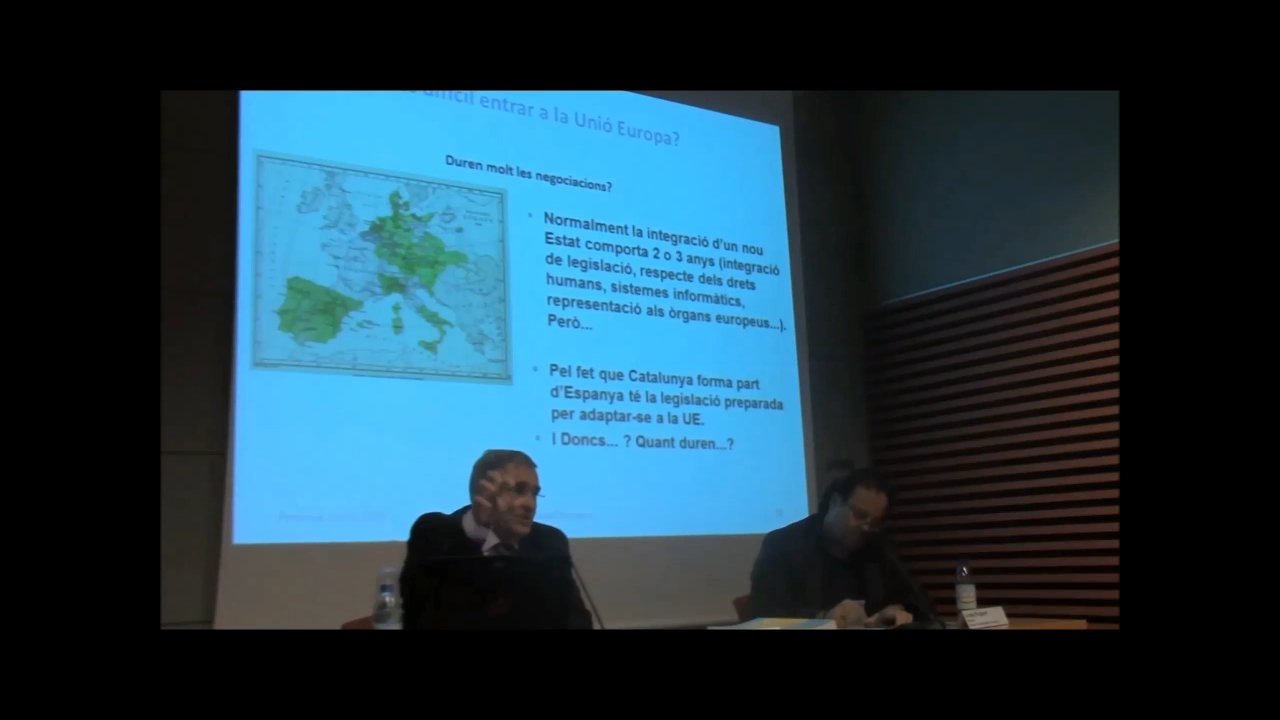 difícil entrar a la Unió Europa?
Duren molt les negociacions?
Normalment la integració d'un nou
Estat comporta 2 o 3 anys (integració
de legislació, respecte dels drets
humans, sistemes informàtics,
representació als òrgans europeus...).
Però...
Pel fet que Catalunya forma part
d'Espanya té la legislació preparada
per adaptar-se a la UE.
I Doncs... ? Quant duren...?